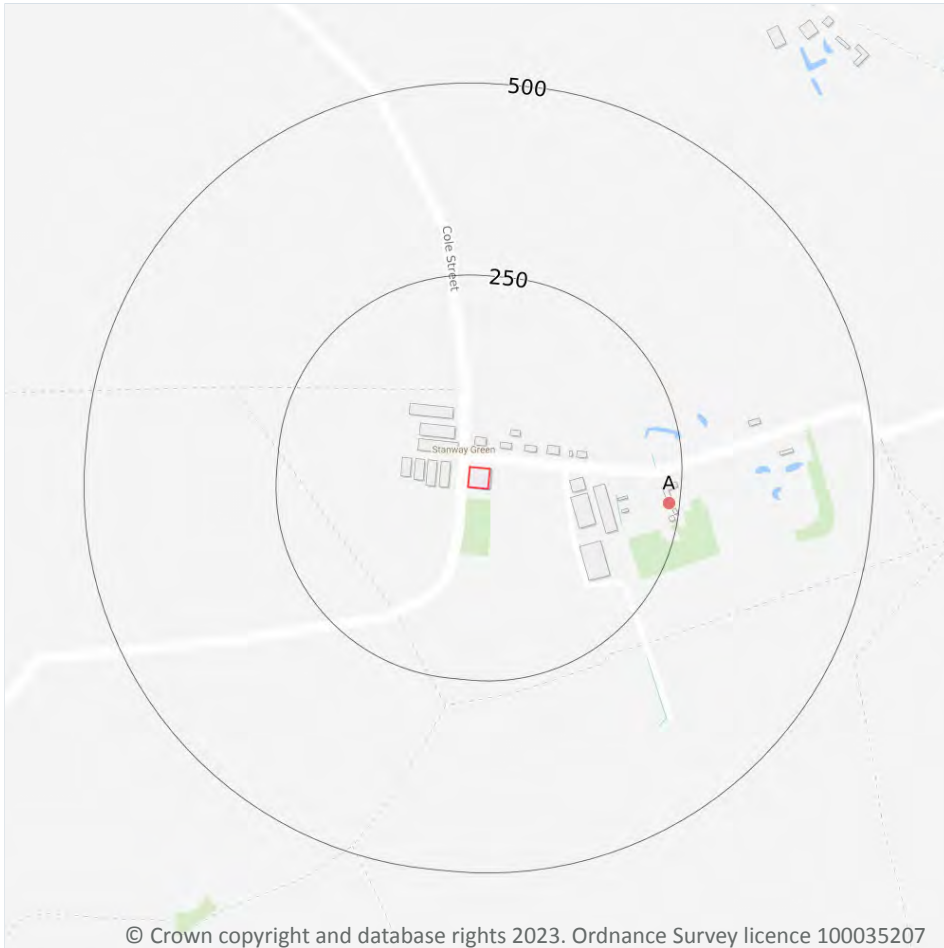 500
Cole Street
250
Stanway Green
A
© Crown copyright and database rights 2023. Ordnance Survey licence 100035207